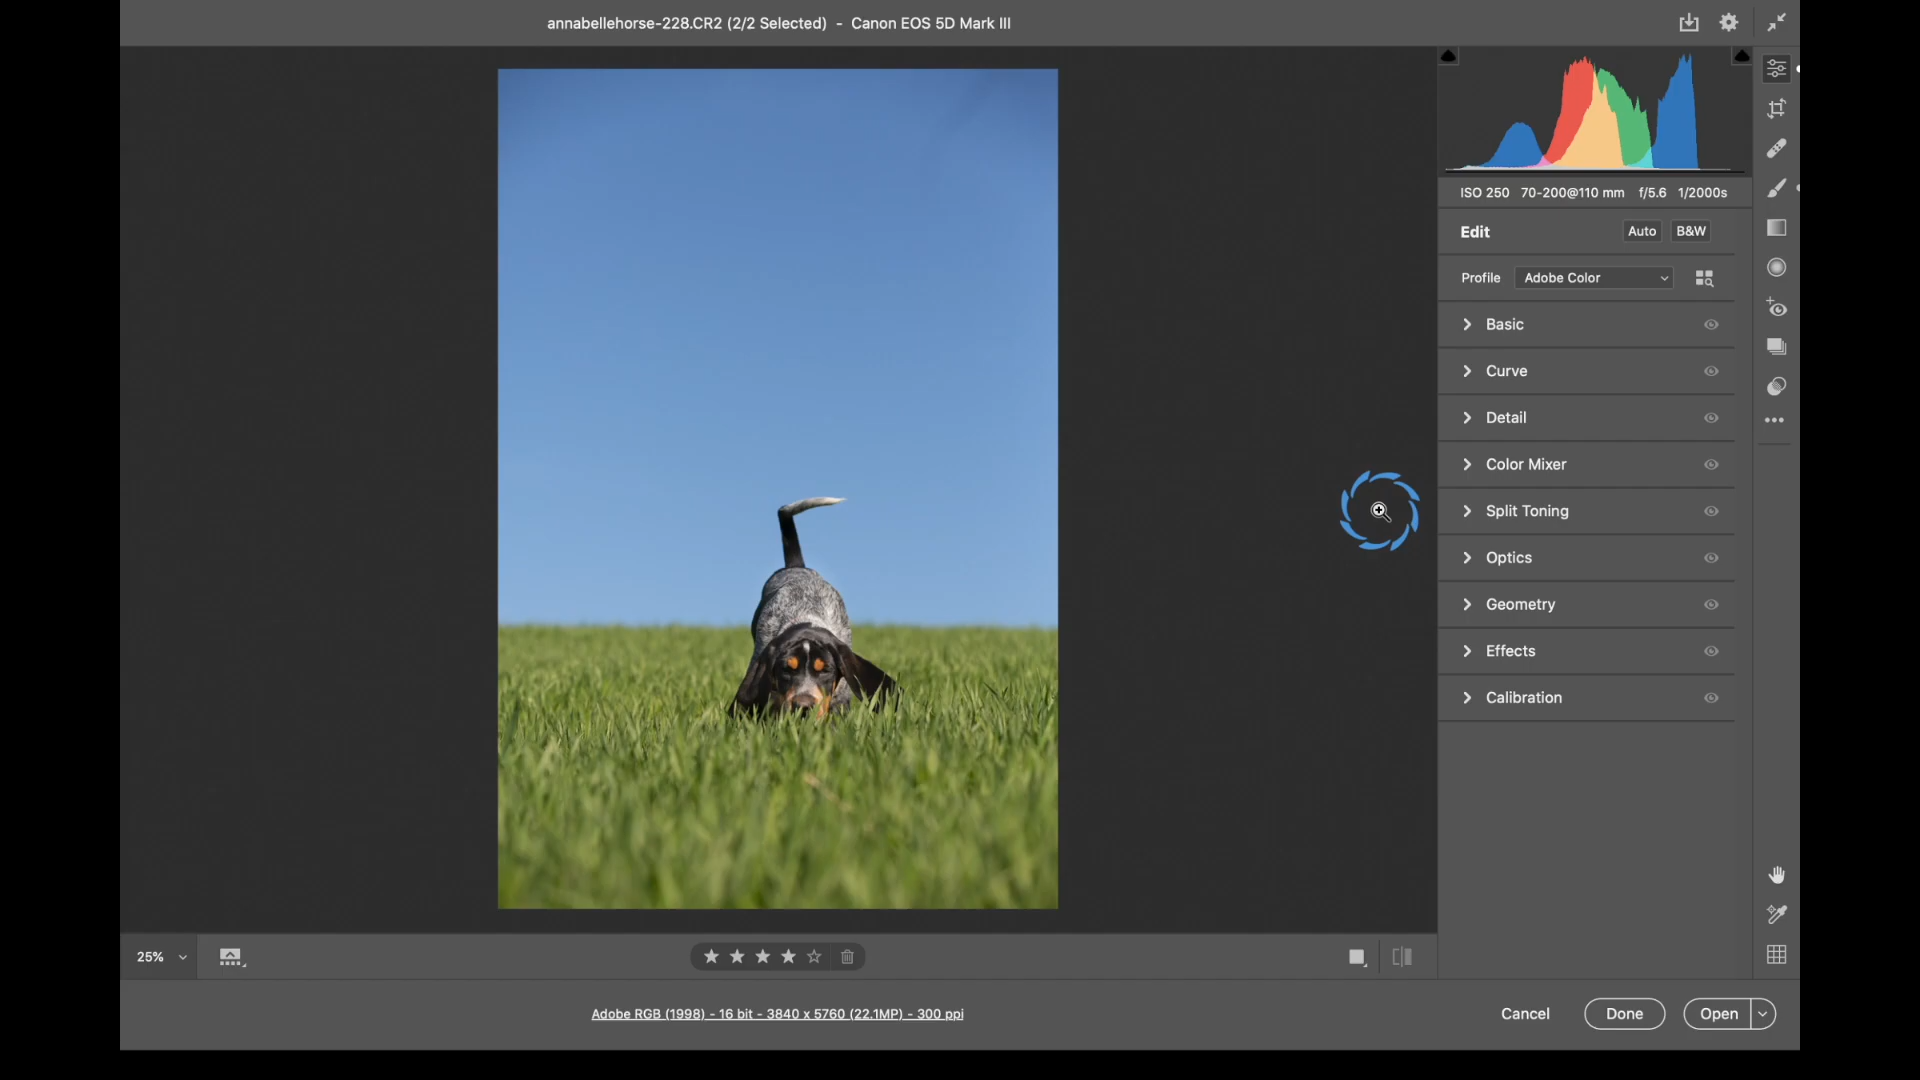 annabellehorse-228.CR2 (2/2 Selected) - Canon EOS 5D Mark III
ISO 250 70-200@110 mm f/5.6 1/2000s
Edit Auto B&W
Profile Adobe Color
Basic
Curve
Detail
Color Mixer
Split Toning
Optics
Geometry
Effects
Calibration
25%
Adobe RGB (1998) - 16 bit - 3840 x 5760 (22.1MP) - 300 ppi
Cancel Done Open